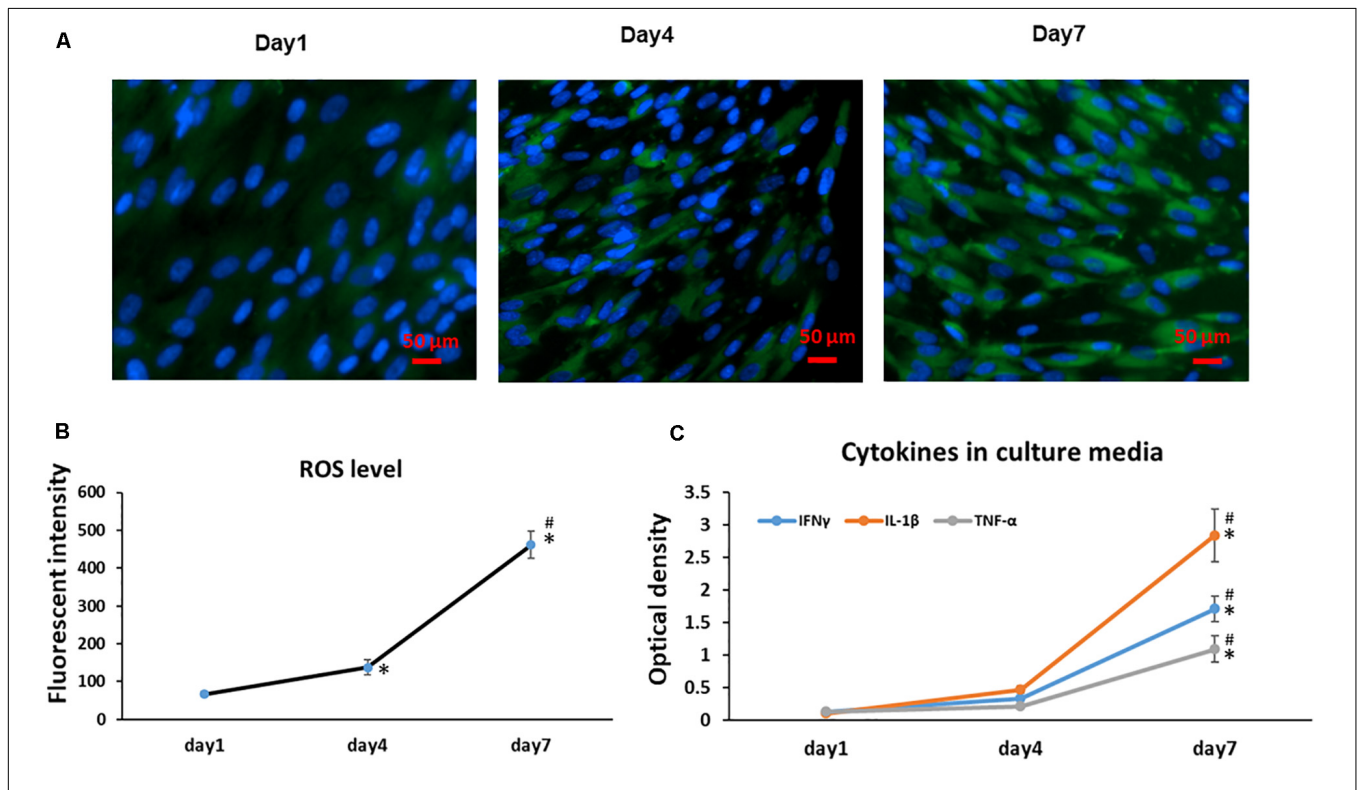 A
Day1
Day4
Day7
50 µm
50 µm
50 µm
B
ROS level
Fluorescent intensity
600
500
400
300
200
100
0
#
*
*
day1
day4
day7
C
Cytokines in culture media
Optical density
3.5
3
2.5
2
1.5
1
0.5
0
IFNγ
IL-1β
TNF-α
#
*
#
*
#
*
day1
day4
day7